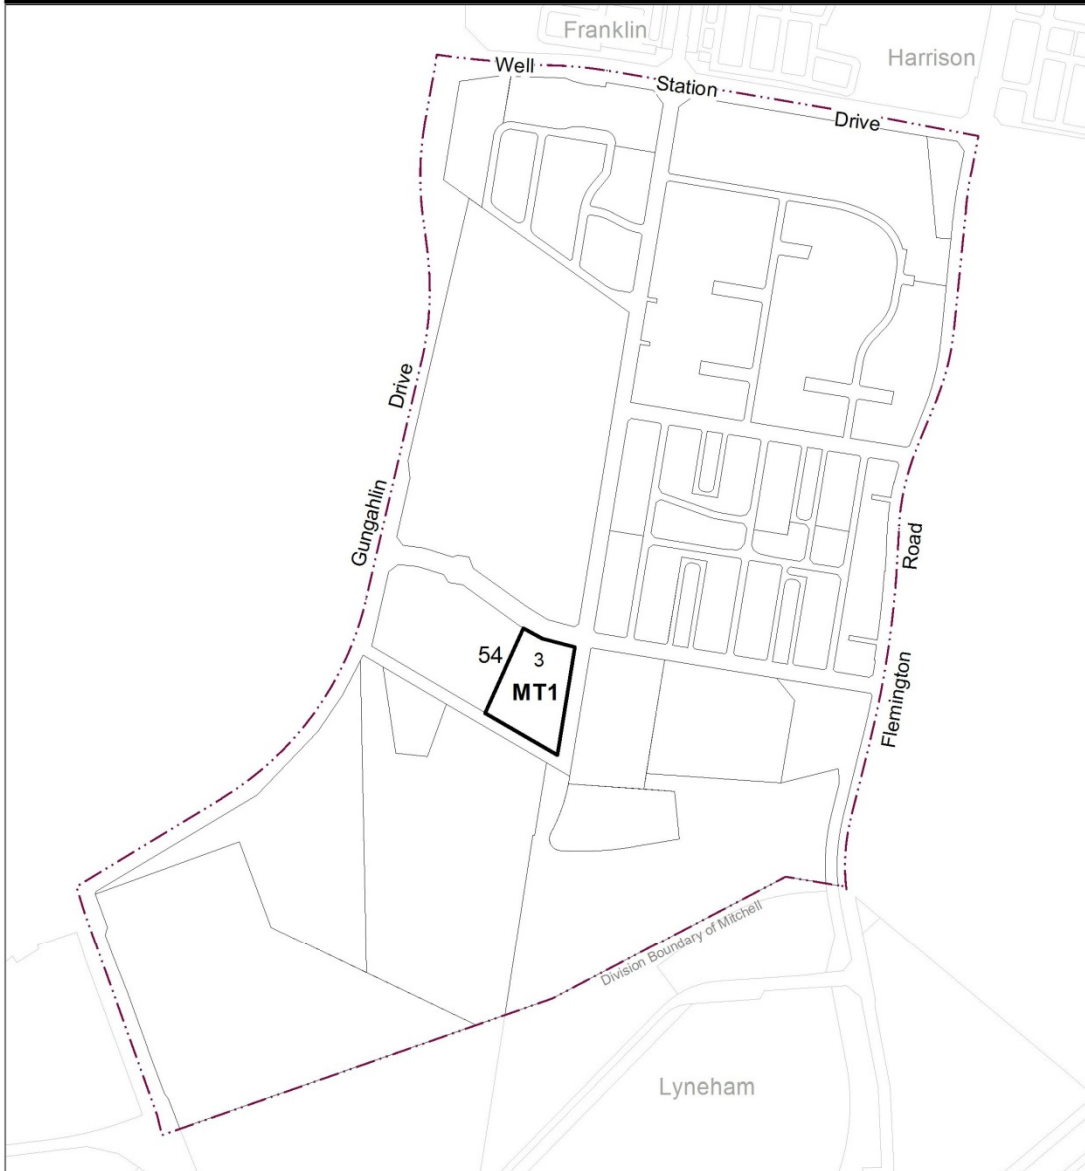 Franklin
Harrison
Well
Station
Drive
Drive
Gungahlin
Road
54
3
MT1
Flemington
Division Boundary of Mitchell
Lyneham